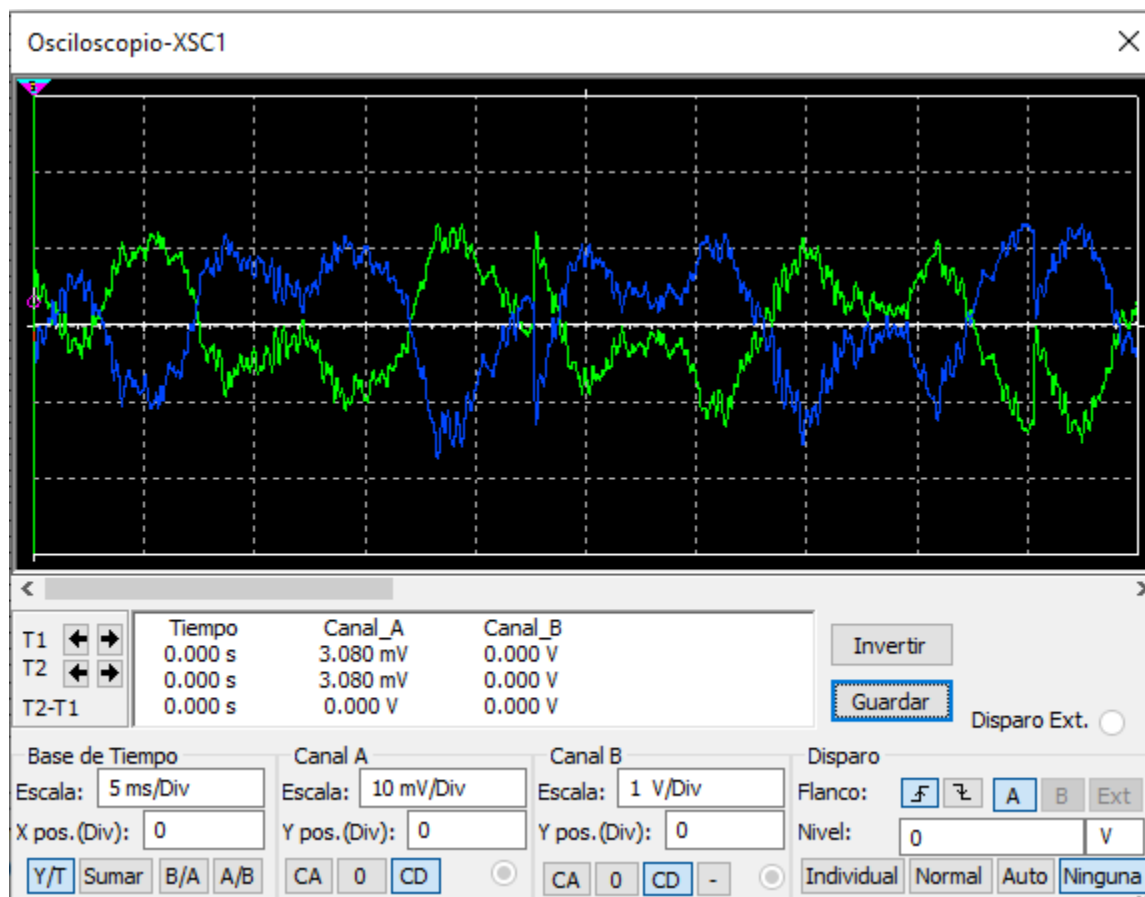 Osciloscopio-XSC1
T1
T2
T2-T1
Tiempo Canal_A Canal_B
0.000 s 3.080 mV 0.000 V
0.000 s 3.080 mV 0.000 V
0.000 s 0.000 V 0.000 V
Invertir
Guardar
Disparo Ext.
Base de Tiempo
Escala: 5 ms/Div
X pos.(Div): 0
Y/T Sumar B/A A/B
Canal A
Escala: 10 mV/Div
Y pos.(Div): 0
CA 0 CD
Canal B
Escala: 1 V/Div
Y pos.(Div): 0
CA 0 CD -
Disparo
Flanco: A B Ext
Nivel: 0 V
Individual Normal Auto Ninguna